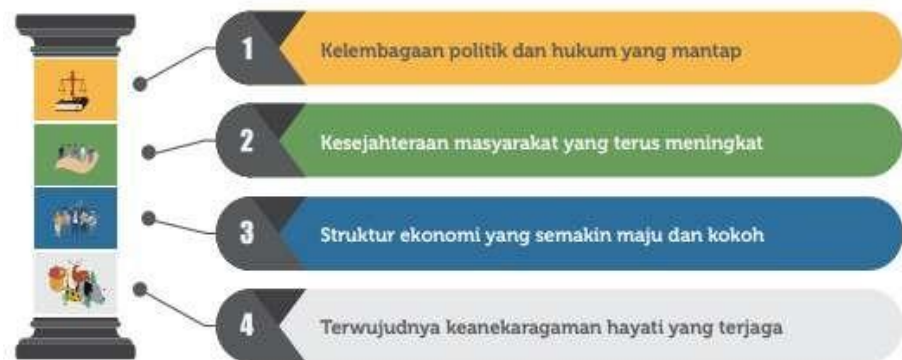 1
Kelembagaan politik dan hukum yang mantap
2
Kesejahteraan masyarakat yang terus meningkat
3
Struktur ekonomi yang semakin maju dan kokoh
4
Terwujudnya keanekaragaman hayati yang terjaga